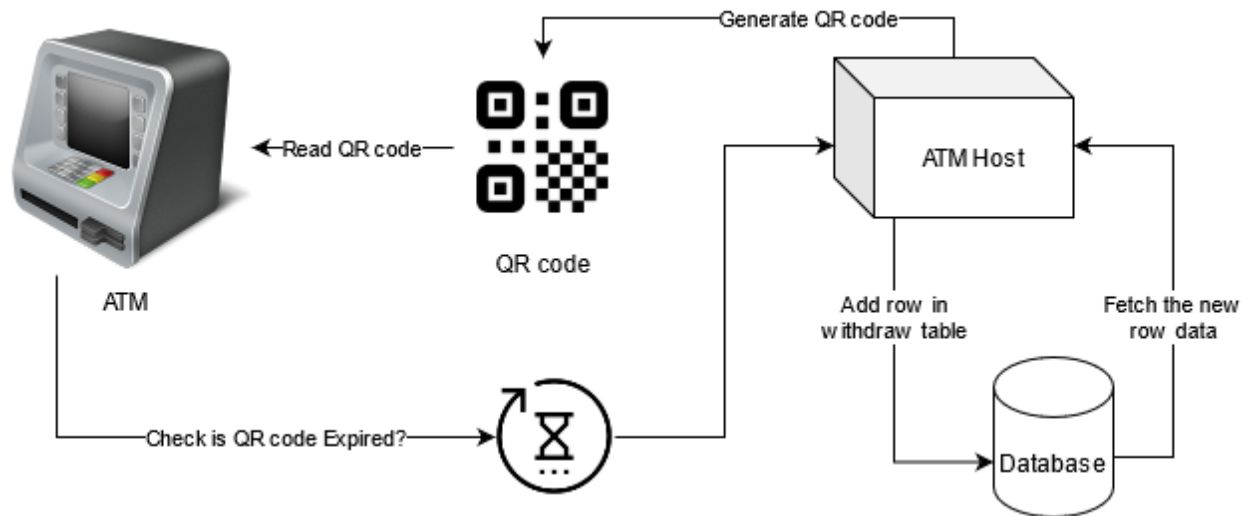 Generate QR code
ATM Host
Read QR code
QR code
ATM
Add row in
withdraw table
Fetch the new
row data
Check is QR code Expired?
Database